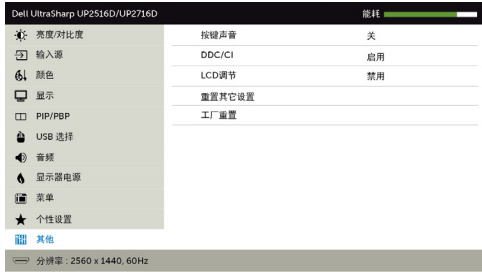 Dell UltraSharp UP2516D/UP2716D 能耗
亮度/对比度 按键声音 关
输入源 DDC/CI 启用
颜色 LCD调节 禁用
显示 重置其它设置
PIP/PBP 工厂重置
USB 选择
音频
显示器电源
菜单
个性设置
其他
分辨率 : 2560 x 1440, 60Hz